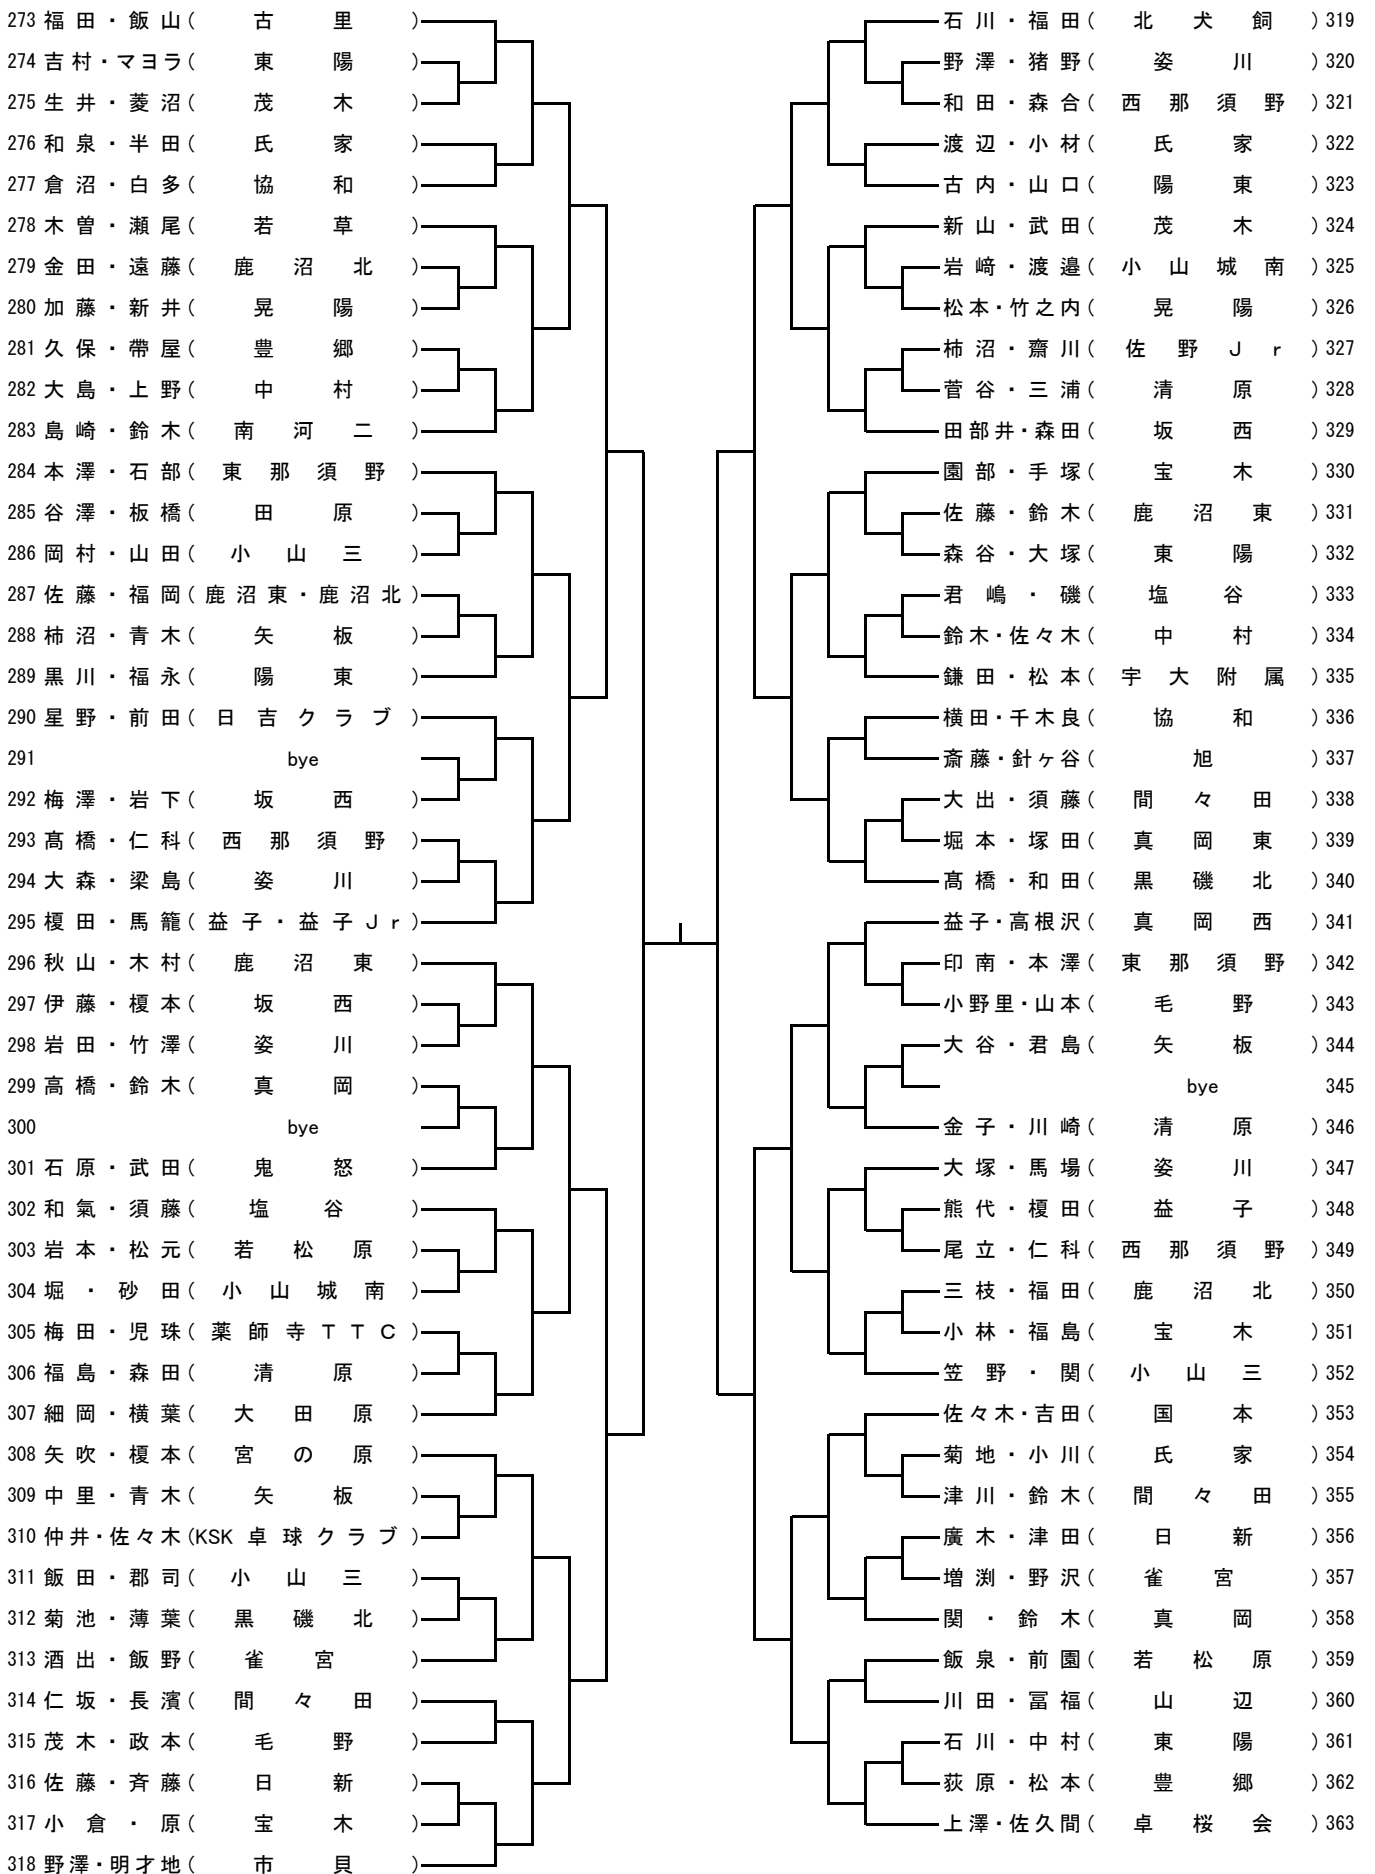 273 福田・飯山(古里)
274 吉村・マヨラ(東陽)
275 生井・菱沼(茂木)
276 和泉・半田(氏家)
277 倉沼・白多(協和)
278 木曽・瀬尾(若草)
279 金田・遠藤(鹿沼北)
280 加藤・新井(晃陽)
281 久保・帶屋(豊郷)
282 大島・上野(中村)
283 島崎・鈴木(南河二)
284 本澤・石部(東那須野)
285 谷澤・板橋(田原)
286 岡村・山田(小山三)
287 佐藤・福岡(鹿沼東・鹿沼北)
288 柿沼・青木(矢板)
289 黒川・福永(陽東)
290 星野・前田(日吉クラブ)
291 bye
292 梅澤・岩下(坂西)
293 髙橋・仁科(西那須野)
294 大森・梁島(姿川)
295 榎田・馬籠(益子・益子Jr)
296 秋山・木村(鹿沼東)
297 伊藤・榎本(坂西)
298 岩田・竹澤(姿川)
299 高橋・鈴木(真岡)
300 bye
301 石原・武田(鬼怒)
302 和氣・須藤(塩谷)
303 岩本・松元(若松原)
304 堀・砂田(小山城南)
305 梅田・児珠(薬師寺TTC)
306 福島・森田(清原)
307 細岡・横葉(大田原)
308 矢吹・榎本(宮の原)
309 中里・青木(矢板)
310 仲井・佐々木(KSK卓球クラブ)
311 飯田・郡司(小山三)
312 菊池・薄葉(黒磯北)
313 酒出・飯野(雀宮)
314 仁坂・長濱(間々田)
315 茂木・政本(毛野)
316 佐藤・斉藤(日新)
317 小倉・原(宝木)
318 野澤・明才地(市貝)
石川・福田(北犬飼)319
野澤・猪野(姿川)320
和田・森合(西那須野)321
渡辺・小材(氏家)322
古内・山口(陽東)323
新山・武田(茂木)324
岩﨑・渡邉(小山城南)325
松本・竹之内(晃陽)326
柿沼・齋川(佐野Jr)327
菅谷・三浦(清原)328
田部井・森田(坂西)329
園部・手塚(宝木)330
佐藤・鈴木(鹿沼東)331
森谷・大塚(東陽)332
君嶋・磯(塩谷)333
鈴木・佐々木(中村)334
鎌田・松本(宇大附属)335
横田・千木良(協和)336
斎藤・針ヶ谷(旭)337
大出・須藤(間々田)338
堀本・塚田(真岡東)339
髙橋・和田(黒磯北)340
益子・高根沢(真岡西)341
印南・本澤(東那須野)342
小野里・山本(毛野)343
大谷・君島(矢板)344
bye 345
金子・川崎(清原)346
大塚・馬場(姿川)347
熊代・榎田(益子)348
尾立・仁科(西那須野)349
三枝・福田(鹿沼北)350
小林・福島(宝木)351
笠野・関(小山三)352
佐々木・吉田(国本)353
菊地・小川(氏家)354
津川・鈴木(間々田)355
廣木・津田(日新)356
増渕・野沢(雀宮)357
関・鈴木(真岡)358
飯泉・前園(若松原)359
川田・冨福(山辺)360
石川・中村(東陽)361
荻原・松本(豊郷)362
上澤・佐久間(卓桜会)363